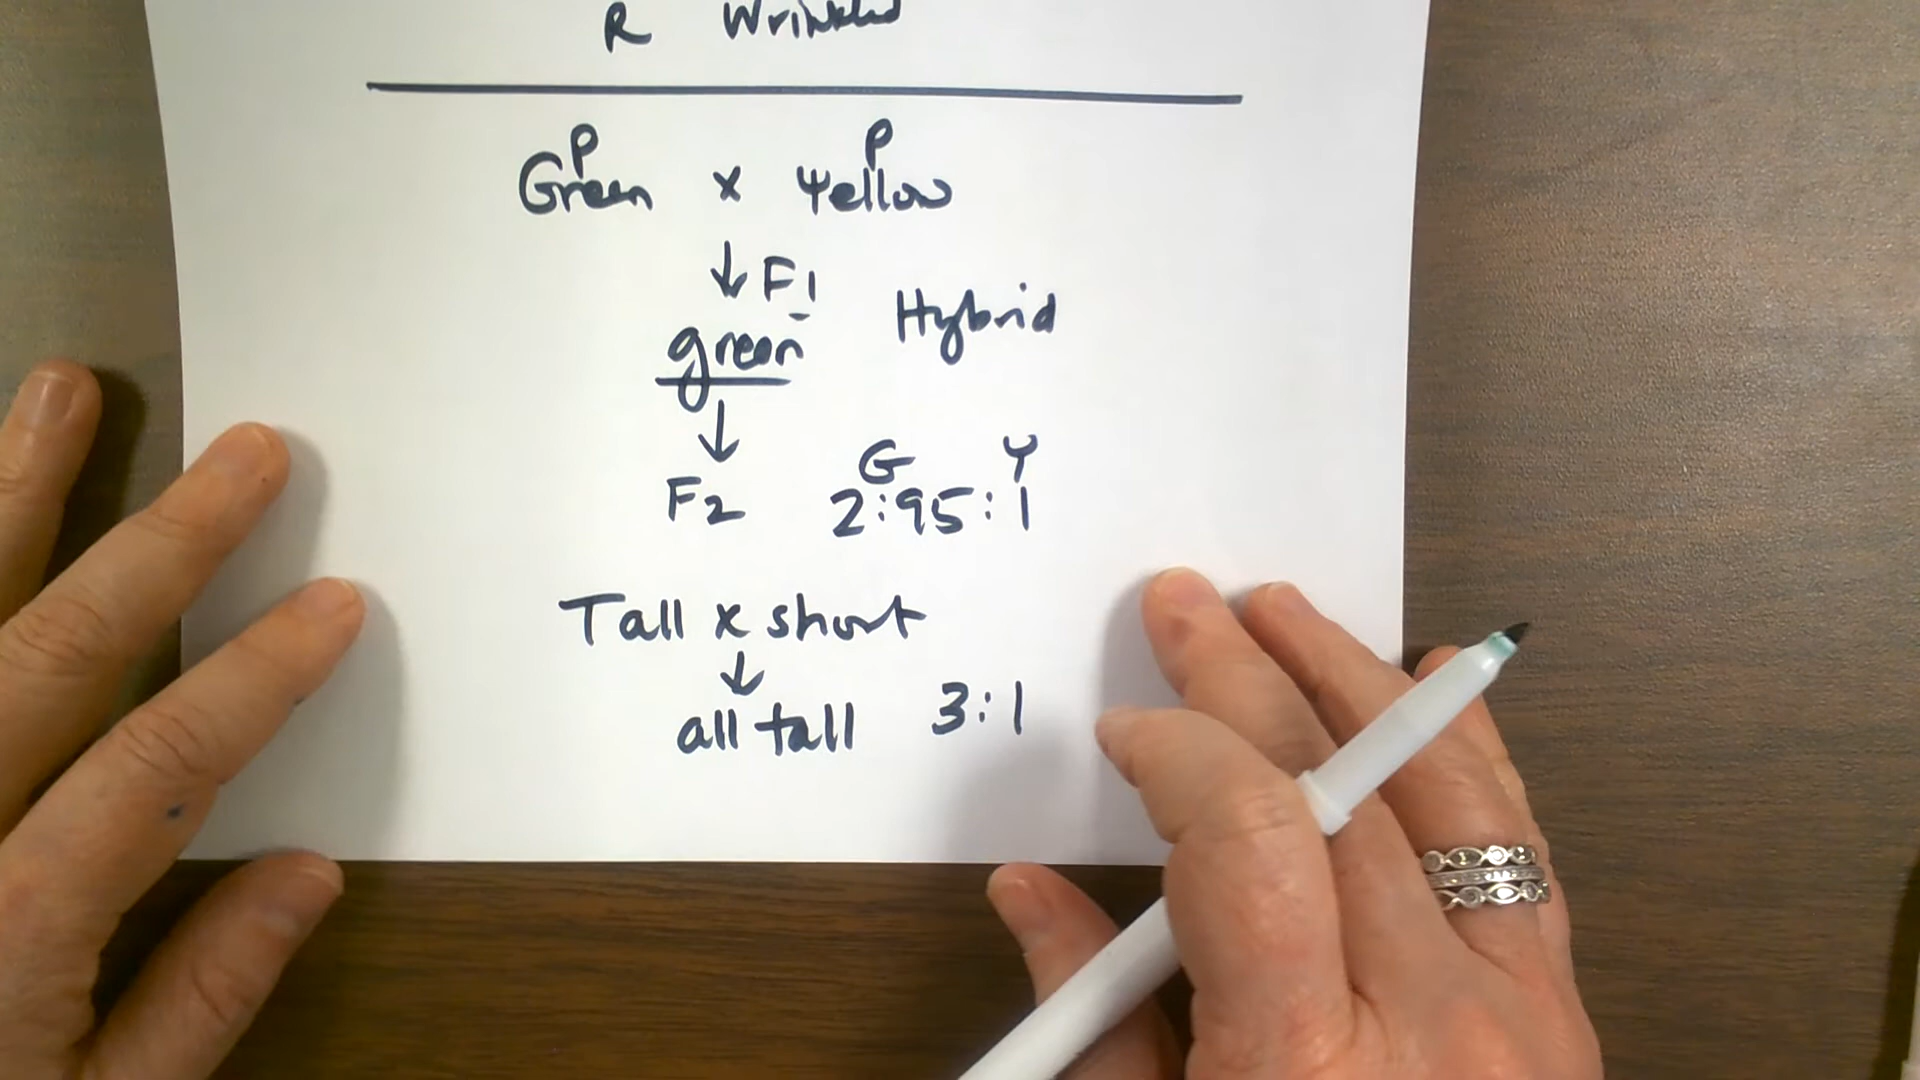 R Wrinkled
P P
Green x Yellow
↓ F1
green Hybrid
↓
G Y
F2 2:95:1
Tall x short
↓
all tall 3:1